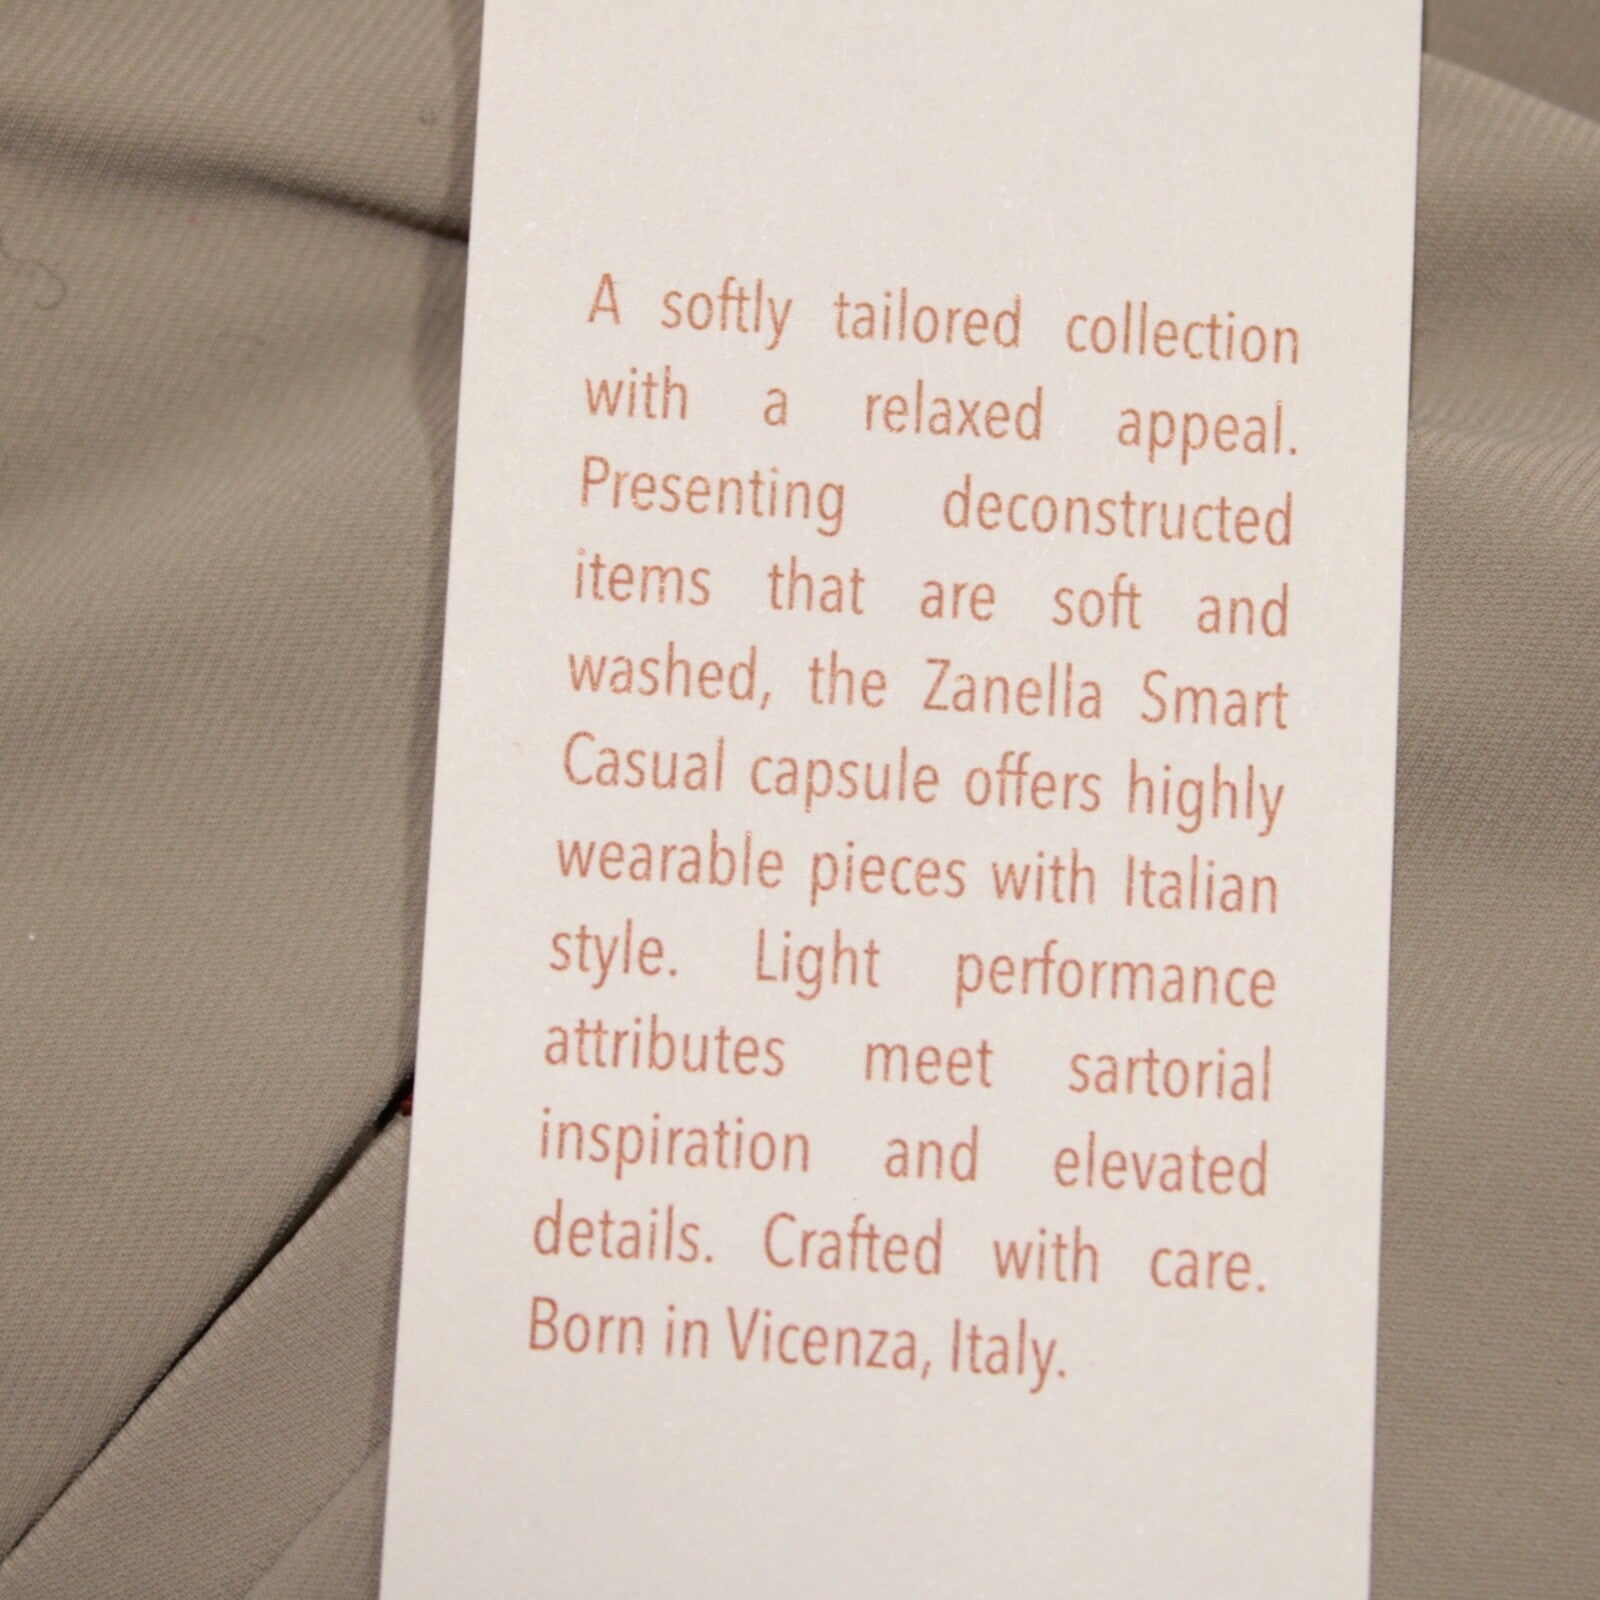 A softly tailored collection
with a relaxed appeal.
Presenting deconstructed
items that are soft and
washed, the Zanella Smart
Casual capsule offers highly
wearable pieces with Italian
style. Light performance
attributes meet sartorial
inspiration and elevated
details. Crafted with care.
Born in Vicenza, Italy.